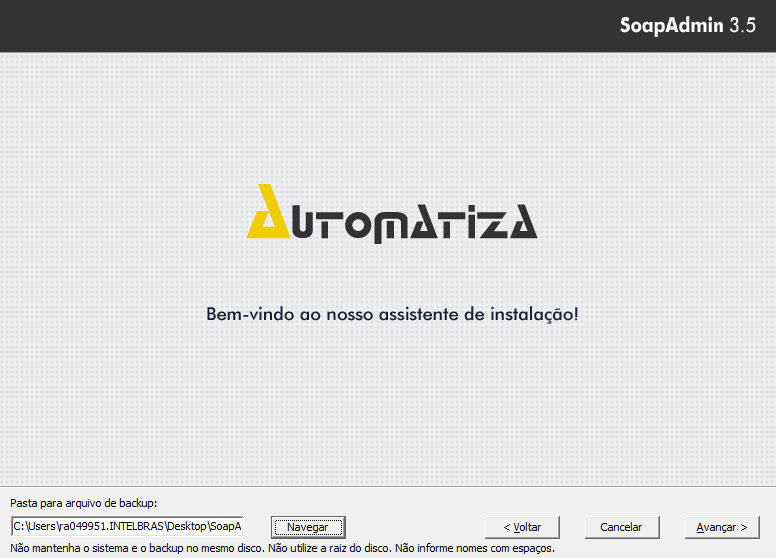 SoapAdmin 3.5
AUTOMATIZA
Bem-vindo ao nosso assistente de instalação!
Pasta para arquivo de backup:
C:\Users\ra049951.INTELBRAS\Desktop\SoapA
Navegar
< Voltar
Cancelar
Avançar >
Não mantenha o sistema e o backup no mesmo disco. Não utilize a raiz do disco. Não informe nomes com espaços.